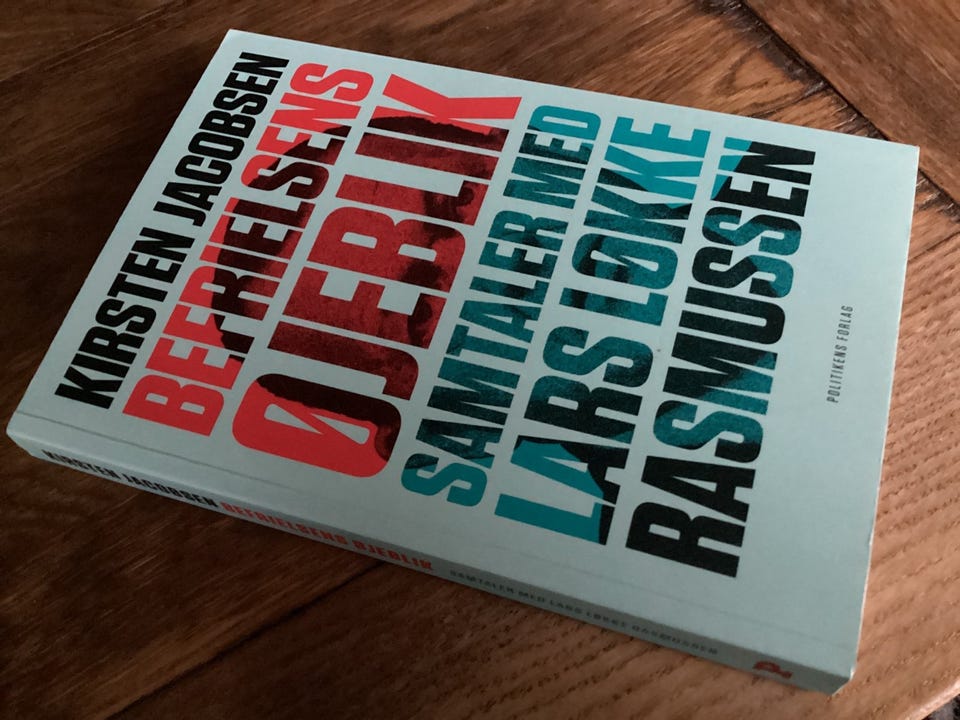 KIRSTEN JACOBSEN
BEFRIELSENS
ØJEBLIK
SAMTALER MED
LARS LØKKE
RASMUSSEN
POLITIKENS FORLAG
KIRSTEN JACOBSEN BEFRIELSENS ØJEBLIK SAMTALER MED LARS LØKKE RASMUSSEN